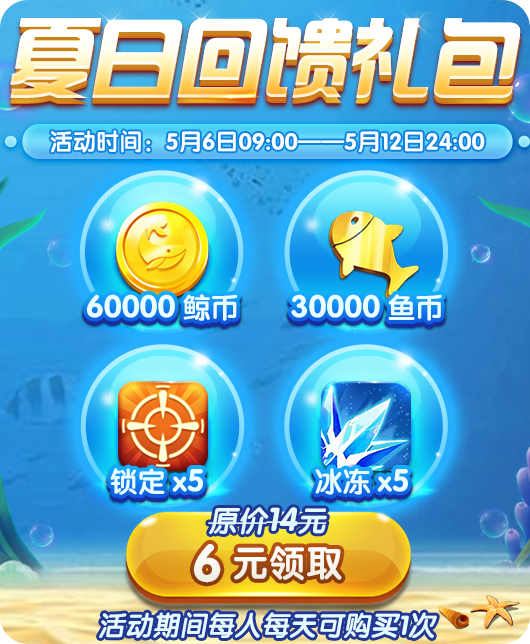 夏日回馈礼包
活动时间：5月6日09:00——5月12日24:00
60000 鲸币
30000 鱼币
锁定 x5
冰冻 x5
原价14元
6 元领取
活动期间每人每天可购买1次